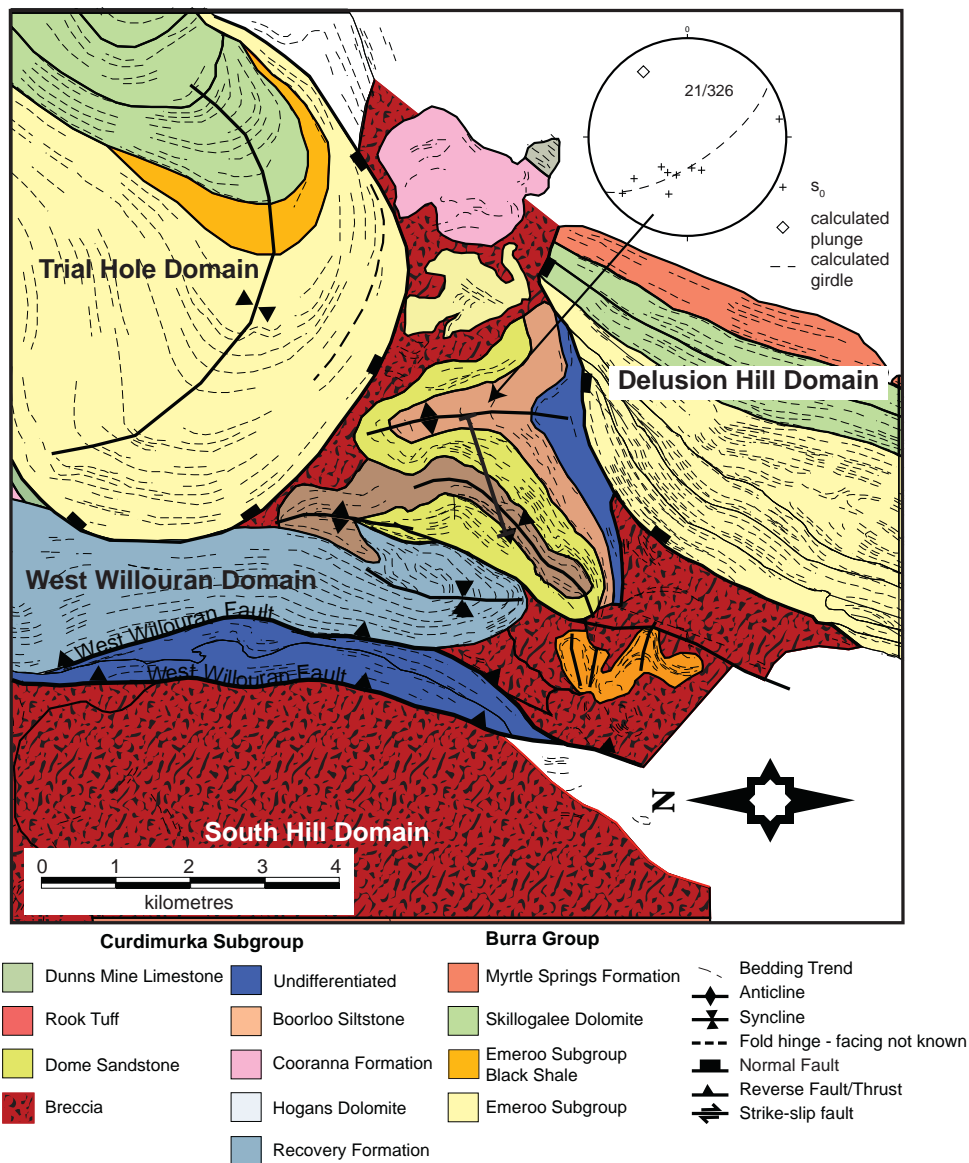 0
21/326
s0
calculated
plunge
calculated
girdle
Trial Hole Domain
Delusion Hill Domain
West Willouran Domain
West Willouran Fault
West Willouran Fault
N
South Hill Domain
0 1 2 3 4
kilometres
Curdimurka Subgroup
Dunns Mine Limestone
Rook Tuff
Dome Sandstone
Breccia
Undifferentiated
Boorloo Siltstone
Cooranna Formation
Hogans Dolomite
Recovery Formation
Burra Group
Myrtle Springs Formation
Skillogalee Dolomite
Emeroo Subgroup
Black Shale
Emeroo Subgroup
Bedding Trend
Anticline
Syncline
Fold hinge - facing not known
Normal Fault
Reverse Fault/Thrust
Strike-slip fault